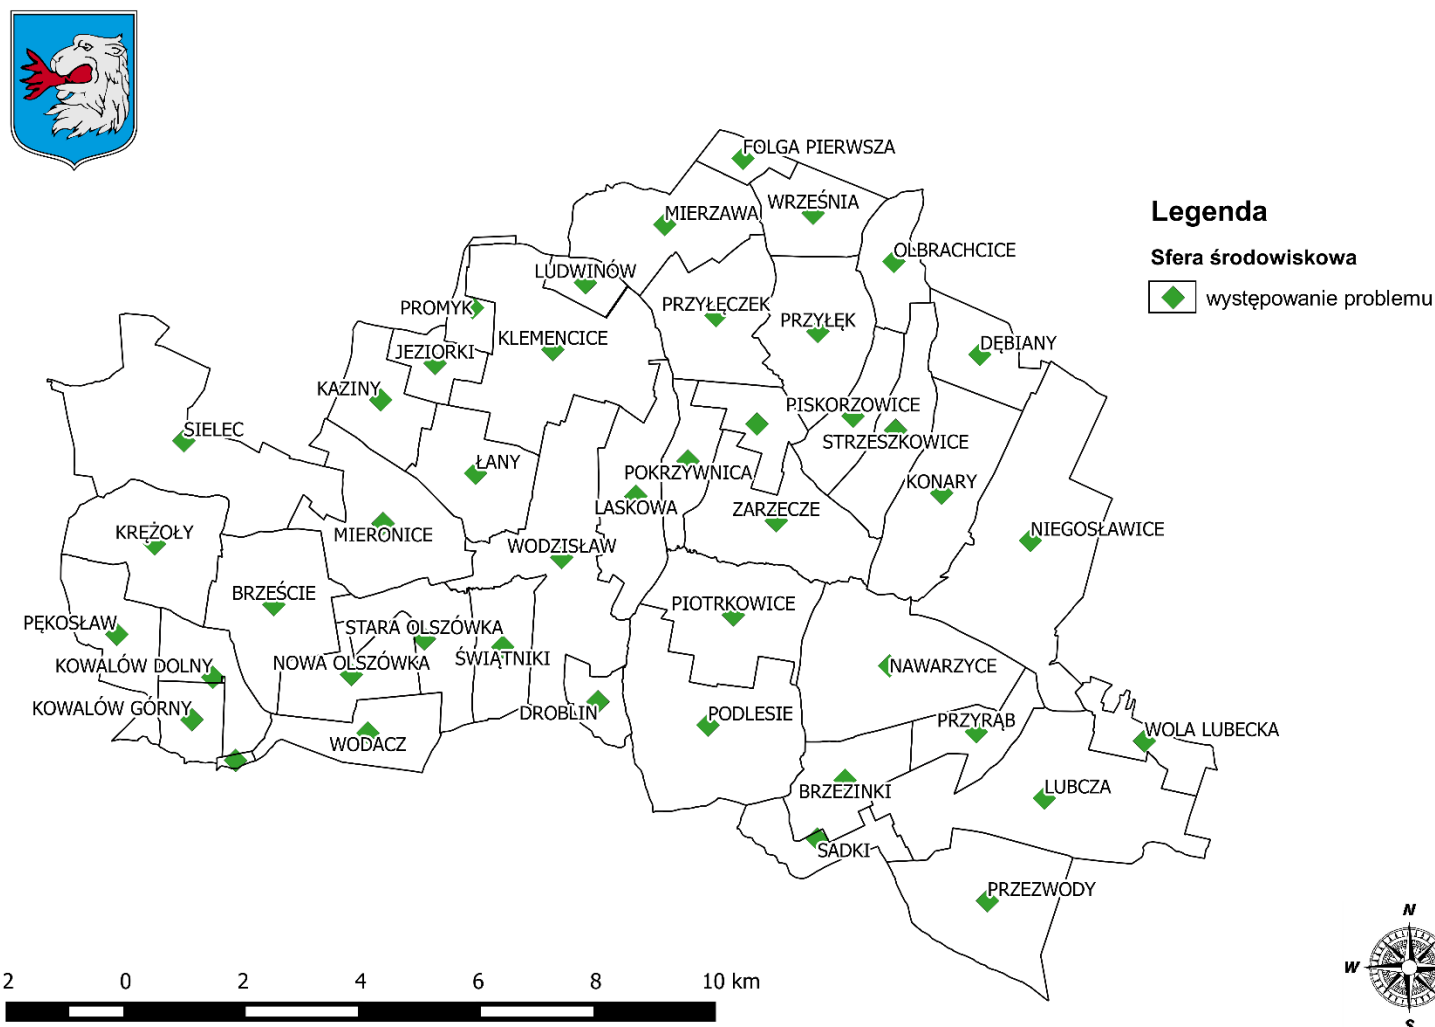 FOLGA PIERWSZA
WRZEŚNIA
MIERZAWA
OLBRACHCICE
LUDWINÓW
PROMYK
PRZYŁĘCZEK
PRZYŁĘK
KLEMENCICE
JEZIORKI
DĘBIANY
KAZINY
PISKORZOWICE
SIELEC
STRZESZKOWICE
ŁANY
POKRZYWNICA
KONARY
LASKOWA
ZARZECZE
KRĘŻOŁY
MIERONICE
NIEGOSŁAWICE
WODZISŁAW
BRZEŚCIE
PIOTRKOWICE
PĘKOSŁAW
STARA OLSZÓWKA
ŚWIĄTNIKI
KOWALÓW DOLNY
NOWA OLSZÓWKA
NAWARZYCE
KOWALÓW GÓRNY
DROBLIN
PODLESIE
PRZYRĄB
WOLA LUBECKA
WODACZ
LUBCZA
BRZEZINKI
SADKI
PRZEZWODY
Legenda
Sfera środowiskowa
występowanie problemu
2 0 2 4 6 8 10 km
N
W
S